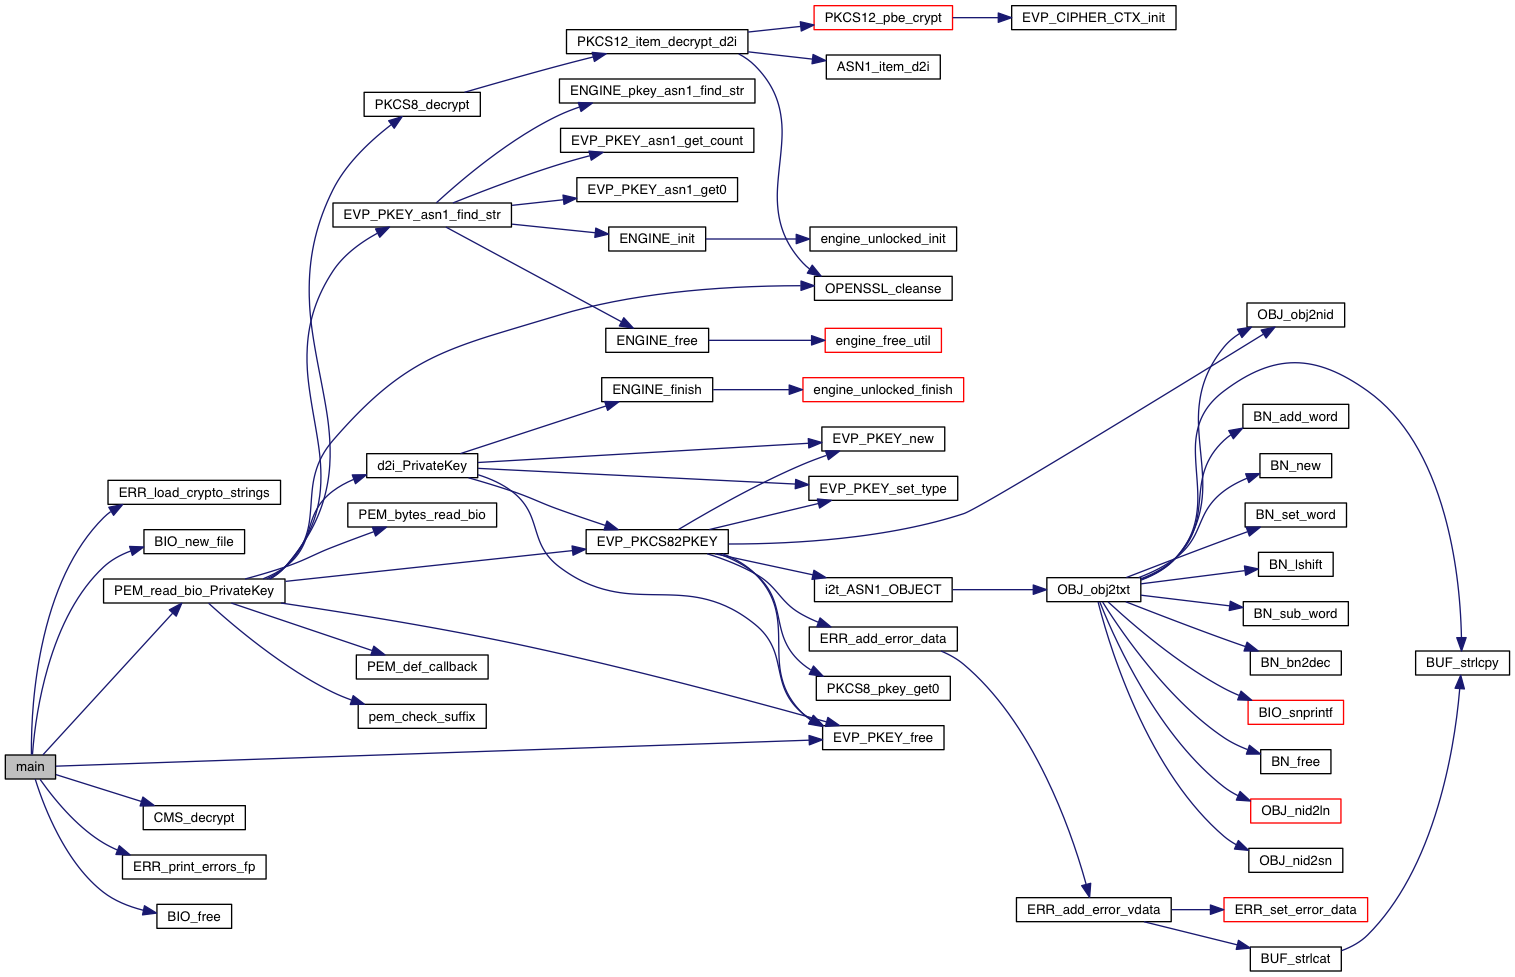 PKCS12_pbe_crypt
EVP_CIPHER_CTX_init
PKCS12_item_decrypt_d2i
ASN1_item_d2i
ENGINE_pkey_asn1_find_str
PKCS8_decrypt
EVP_PKEY_asn1_get_count
EVP_PKEY_asn1_get0
EVP_PKEY_asn1_find_str
ENGINE_init
engine_unlocked_init
OPENSSL_cleanse
OBJ_obj2nid
ENGINE_free
engine_free_util
ENGINE_finish
engine_unlocked_finish
BN_add_word
EVP_PKEY_new
d2i_PrivateKey
BN_new
EVP_PKEY_set_type
ERR_load_crypto_strings
PEM_bytes_read_bio
BN_set_word
BIO_new_file
EVP_PKCS82PKEY
BN_lshift
PEM_read_bio_PrivateKey
i2t_ASN1_OBJECT
OBJ_obj2txt
BN_sub_word
ERR_add_error_data
PEM_def_callback
BN_bn2dec
BUF_strlcpy
PKCS8_pkey_get0
pem_check_suffix
BIO_snprintf
EVP_PKEY_free
BN_free
main
CMS_decrypt
OBJ_nid2ln
ERR_print_errors_fp
OBJ_nid2sn
BIO_free
ERR_add_error_vdata
ERR_set_error_data
BUF_strlcat